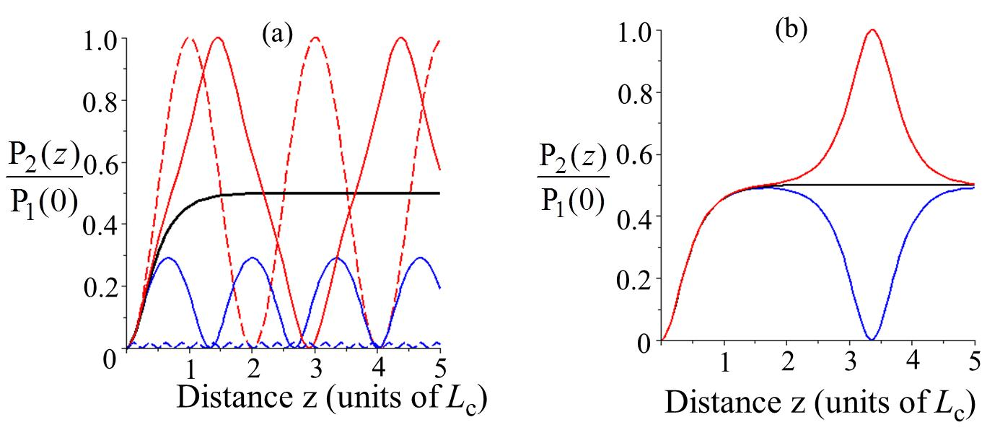 (a)
1.0
0.8
0.6
0.4
0.2
0
P2(z)
P1(0)
1 2 3 4 5
Distance z (units of Lc)
(b)
1.0
0.8
0.6
0.4
0.2
0
P2(z)
P1(0)
1 2 3 4 5
Distance z (units of Lc)